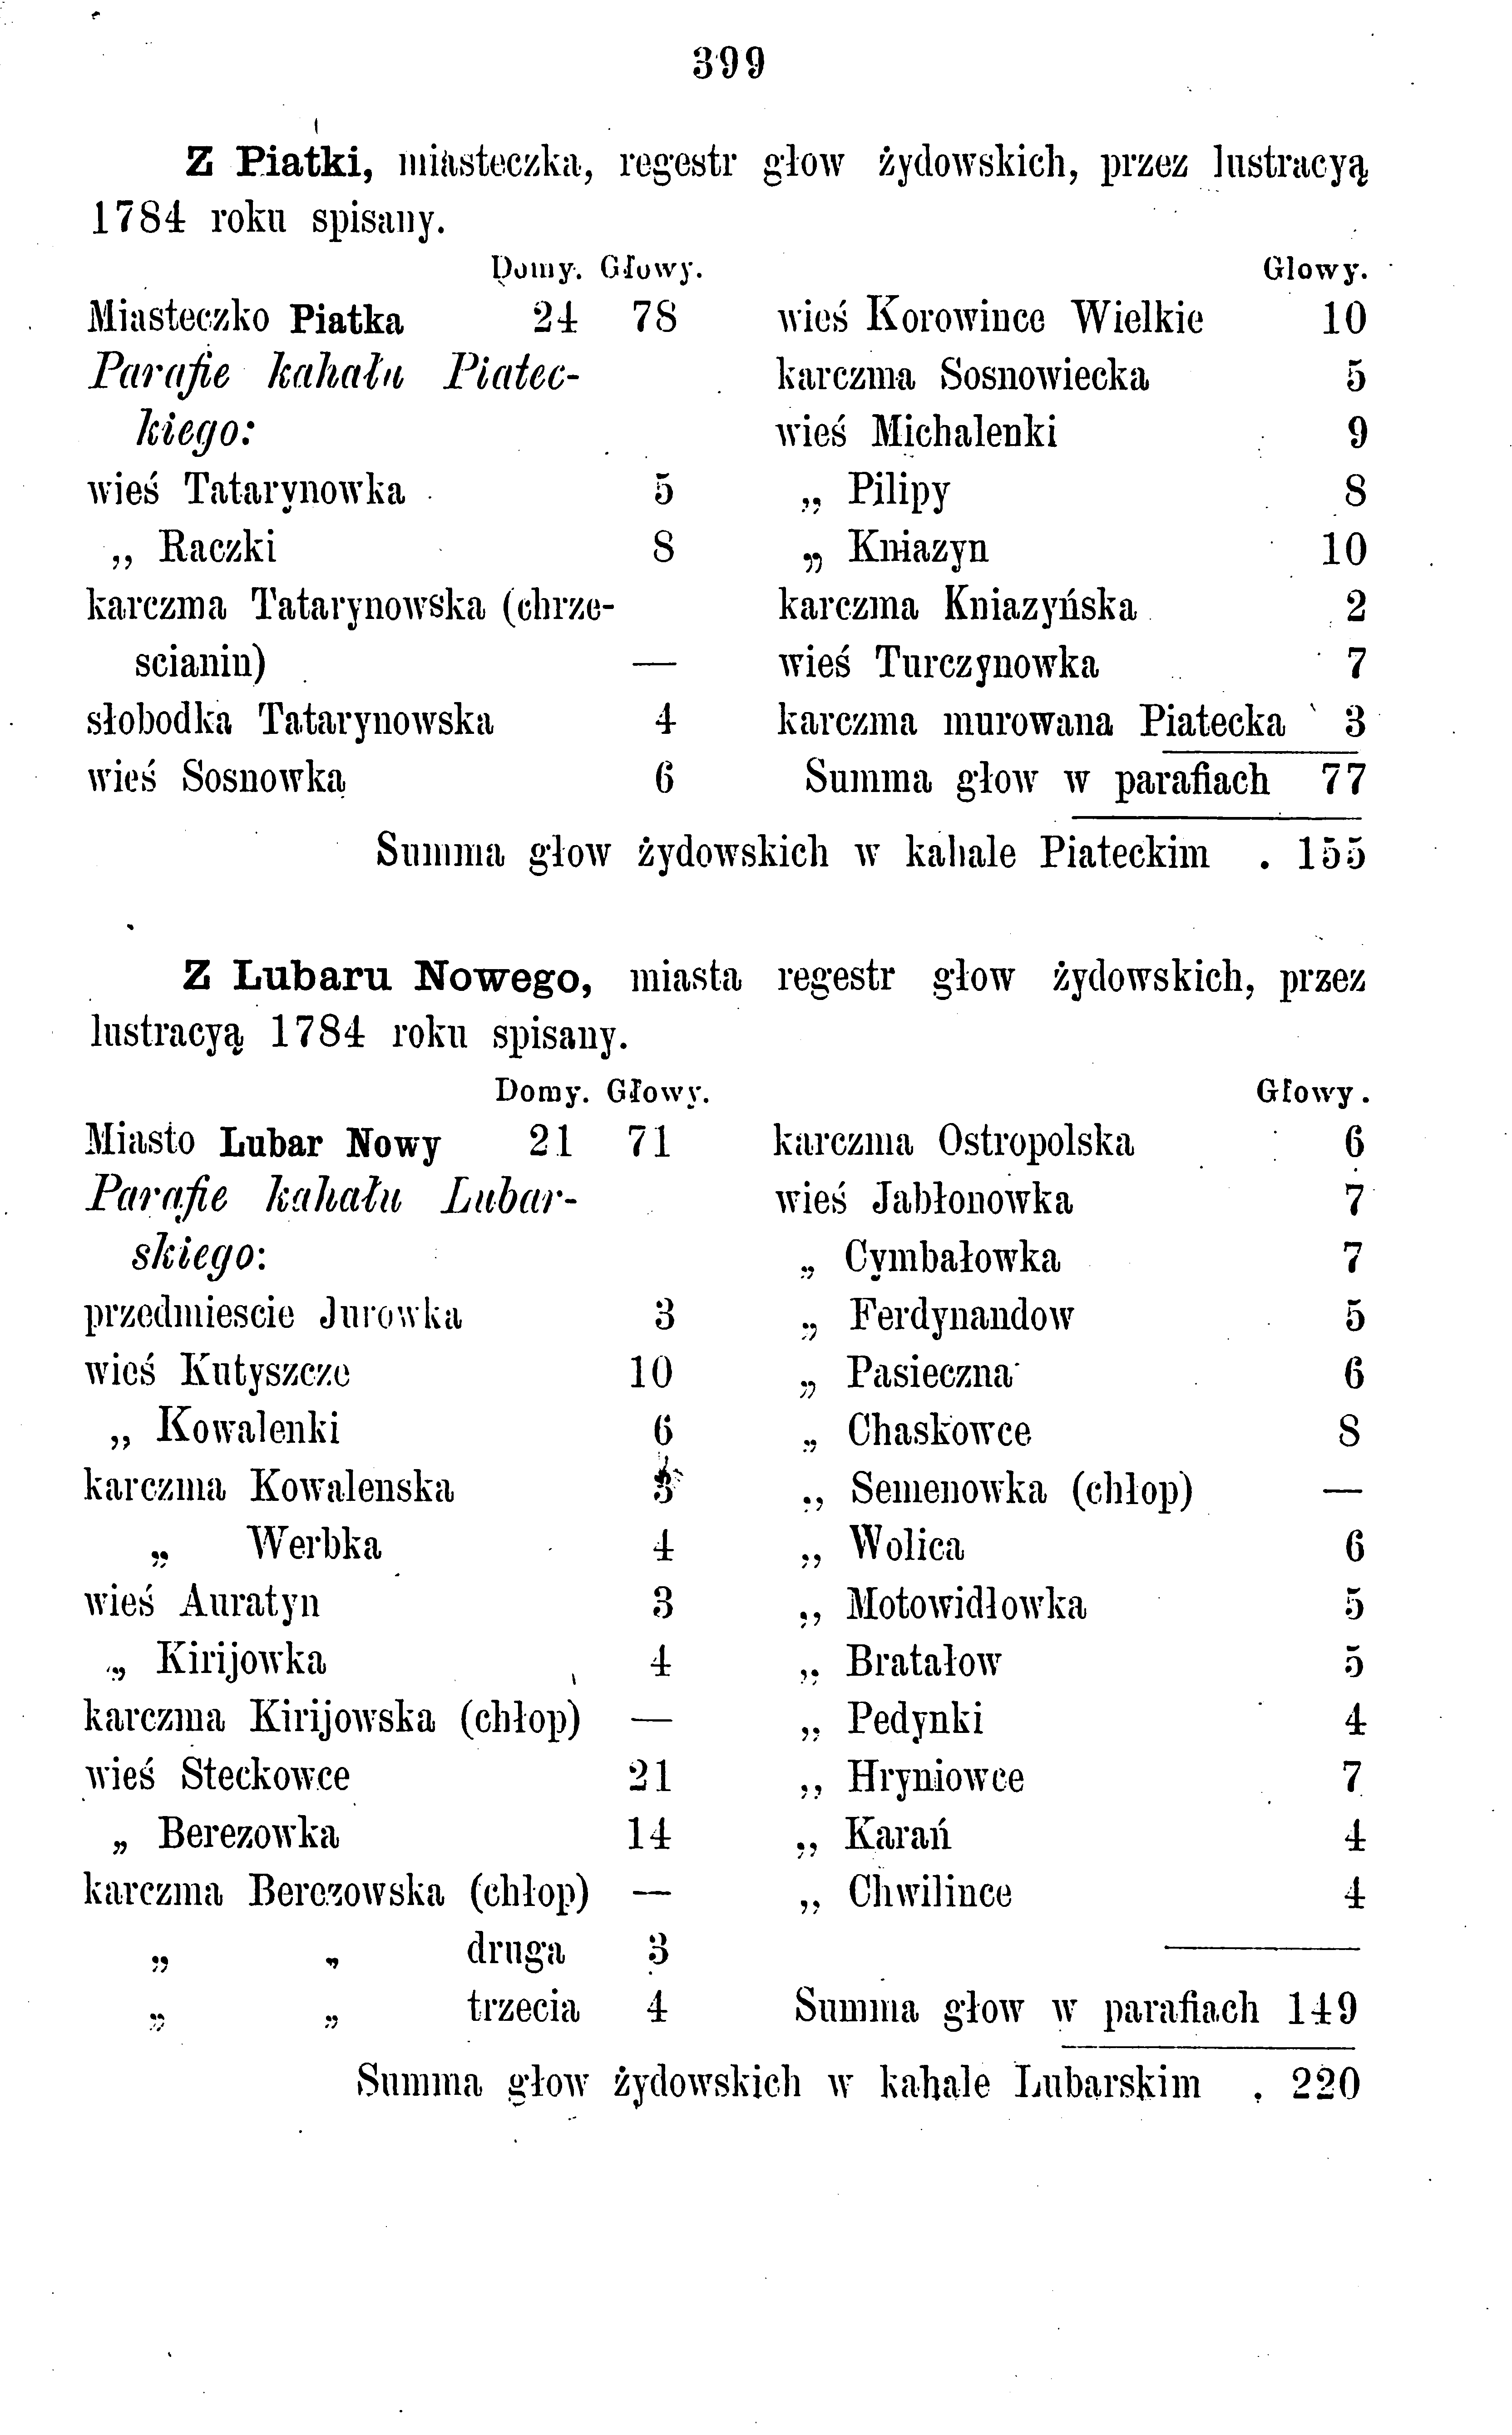 399
Z Piatki, miasteczka, regestr głow żydowskich, przez lustracyą
1784 roku spisany.
Domy. Głowy.
Miasteczko Piatka 24 78
Parafie kahału Piatec-
kiego:
wieś Tatarynowka 5
,, Raczki 8
karczma Tatarynowska (chrze-
scianin) —
słobodka Tatarynowska 4
wieś Sosnowka 6
Głowy.
wieś Korowince Wielkie 10
karczma Sosnowiecka 5
wieś Michalenki 9
,, Pilipy 8
,, Kniazyn 10
karczma Kniazyńska 2
wieś Turczynowka 7
karczma murowana Piatecka 3
Summa głow w parafiach 77
Summa głow żydowskich w kahale Piateckim . 155
Z Lubaru Nowego, miasta regestr głow żydowskich, przez
lustracyą 1784 roku spisany.
Domy. Głowy.
Miasto Lubar Nowy 21 71
Parafie kahału Lubar-
skiego:
przedmiescie Jurowka 3
wieś Kutyszcze 10
,, Kowalenki 6
karczma Kowalenska 3
,, Werbka 4
wieś Auratyn 3
,, Kirijowka 4
karczma Kirijowska (chłop) —
wieś Steckowce 21
,, Berezowka 14
karczma Berezowska (chłop) —
,, ,, druga 3
,, ,, trzecia 4
Głowy.
karczma Ostropolska 6
wieś Jabłonowka 7
,, Cymbałowka 7
,, Ferdynandow 5
,, Pasieczna 6
,, Chaskowce 8
,, Semenowka (chłop) —
,, Wolica 6
,, Motowidłowka 5
,, Bratałow 5
,, Pedynki 4
,, Hryniowce 7
,, Karań 4
,, Chwilince 4
Summa głow w parafiach 149
Summa głow żydowskich w kahale Lubarskim . 220